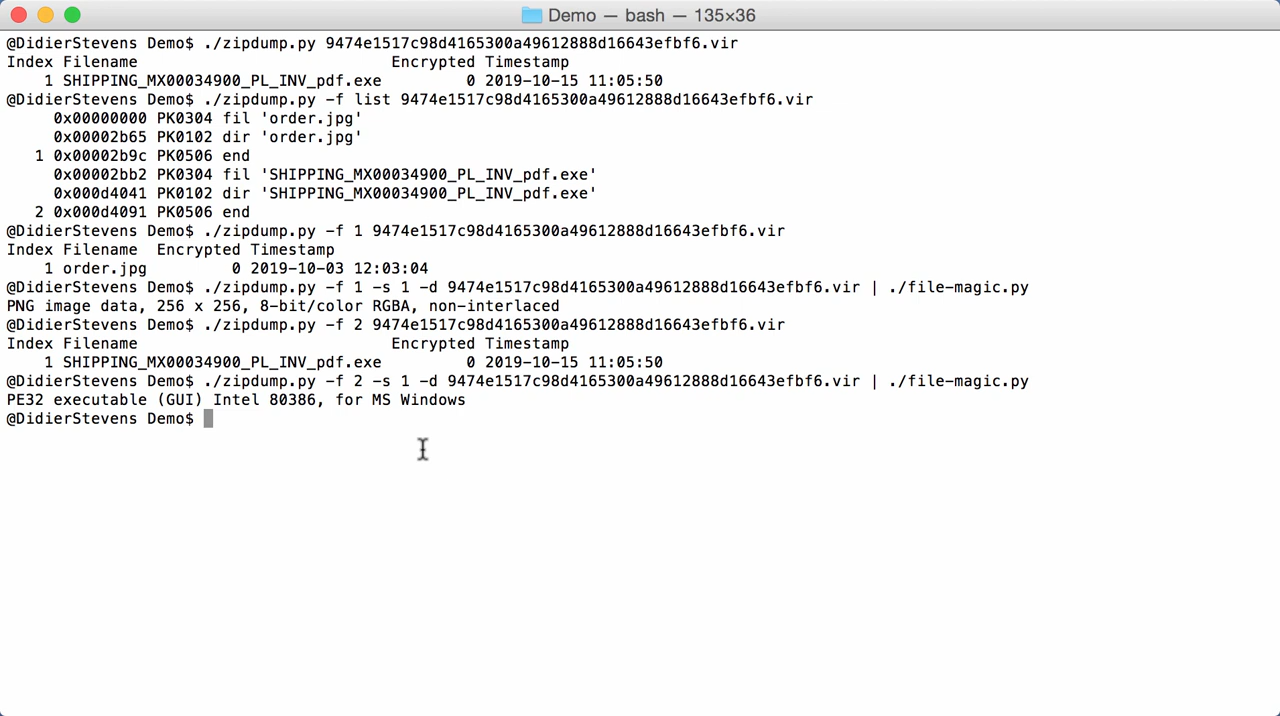 Demo — bash — 135×36
@DidierStevens Demo$ ./zipdump.py 9474e1517c98d4165300a49612888d16643efbf6.vir
Index Filename                           Encrypted Timestamp
    1 SHIPPING_MX00034900_PL_INV_pdf.exe         0 2019-10-15 11:05:50
@DidierStevens Demo$ ./zipdump.py -f list 9474e1517c98d4165300a49612888d16643efbf6.vir
     0x00000000 PK0304 fil 'order.jpg'
     0x00002b65 PK0102 dir 'order.jpg'
   1 0x00002b9c PK0506 end
     0x00002bb2 PK0304 fil 'SHIPPING_MX00034900_PL_INV_pdf.exe'
     0x000d4041 PK0102 dir 'SHIPPING_MX00034900_PL_INV_pdf.exe'
   2 0x000d4091 PK0506 end
@DidierStevens Demo$ ./zipdump.py -f 1 9474e1517c98d4165300a49612888d16643efbf6.vir
Index Filename  Encrypted Timestamp
    1 order.jpg         0 2019-10-03 12:03:04
@DidierStevens Demo$ ./zipdump.py -f 1 -s 1 -d 9474e1517c98d4165300a49612888d16643efbf6.vir | ./file-magic.py
PNG image data, 256 x 256, 8-bit/color RGBA, non-interlaced
@DidierStevens Demo$ ./zipdump.py -f 2 9474e1517c98d4165300a49612888d16643efbf6.vir
Index Filename                           Encrypted Timestamp
    1 SHIPPING_MX00034900_PL_INV_pdf.exe         0 2019-10-15 11:05:50
@DidierStevens Demo$ ./zipdump.py -f 2 -s 1 -d 9474e1517c98d4165300a49612888d16643efbf6.vir | ./file-magic.py
PE32 executable (GUI) Intel 80386, for MS Windows
@DidierStevens Demo$